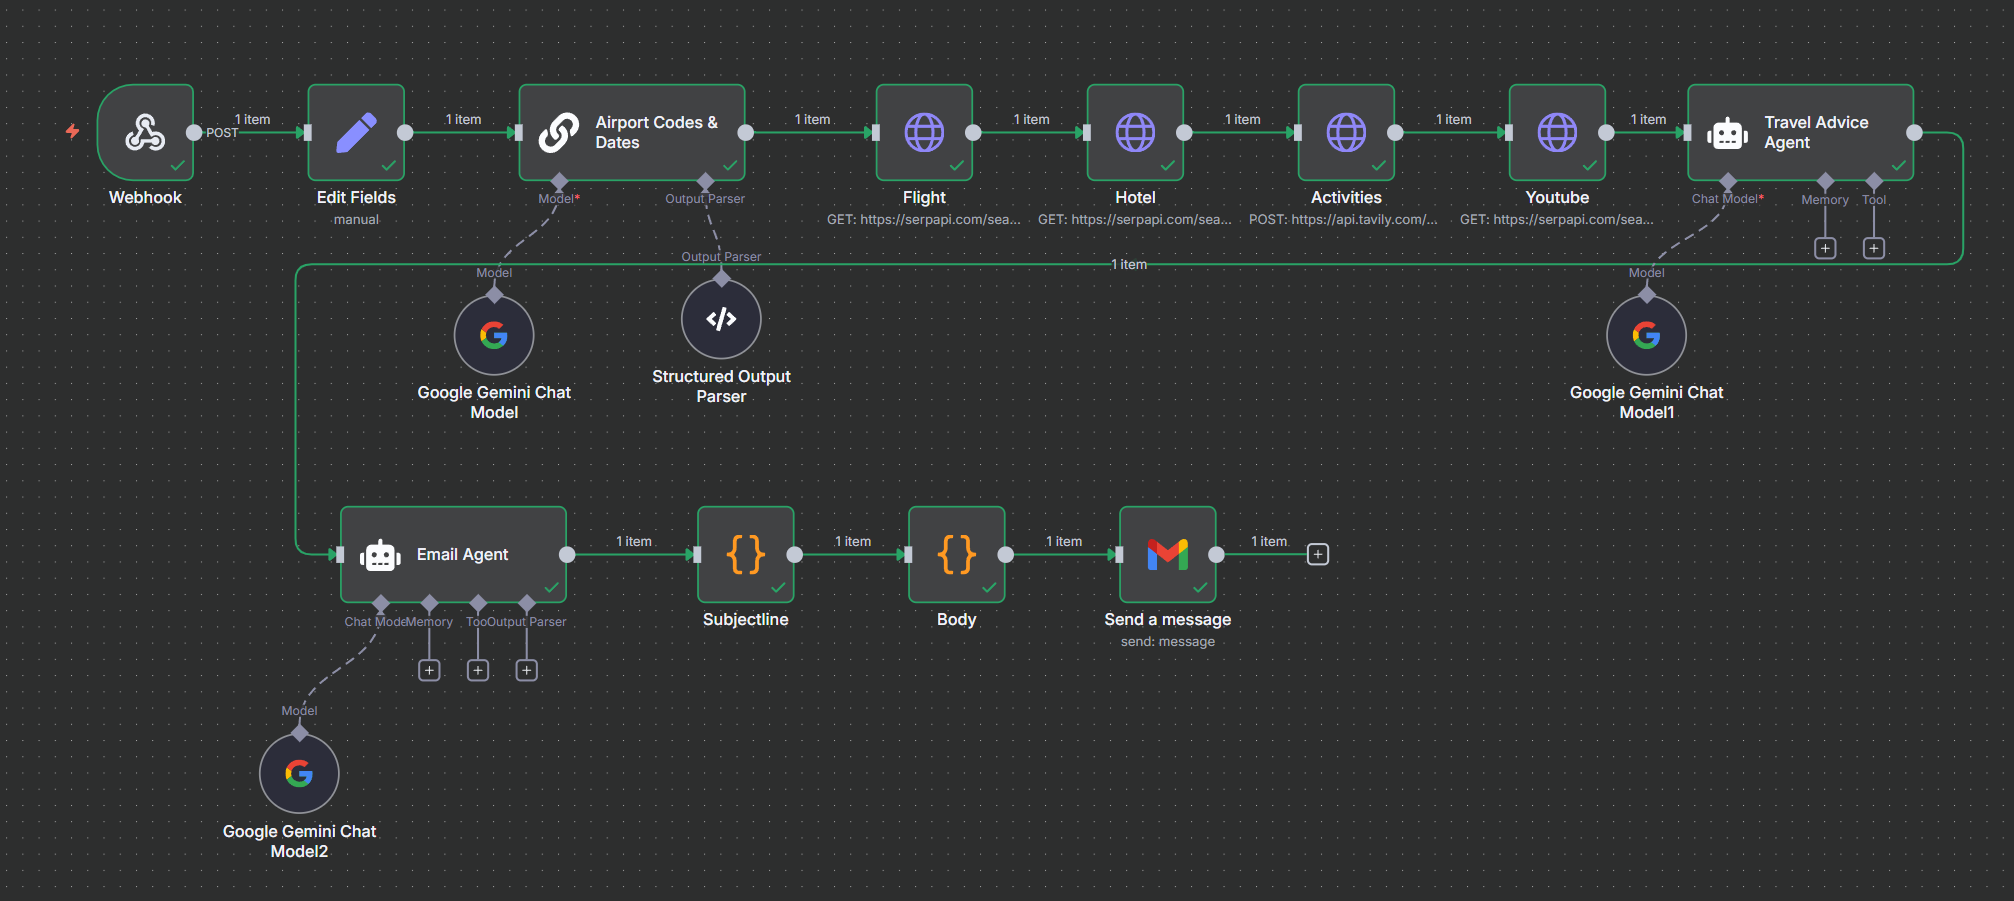 POST
1 item
1 item
1 item
1 item
1 item
1 item
1 item
Airport Codes &
Dates
Travel Advice
Agent
Webhook
Edit Fields
manual
Model*
Output Parser
Flight
GET: https://serpapi.com/sea...
Hotel
GET: https://serpapi.com/sea...
Activities
POST: https://api.tavily.com/...
Youtube
GET: https://serpapi.com/sea...
Chat Model*
Memory
Tool
Output Parser
1 item
Model
Model
</>
Google Gemini Chat
Model
Structured Output
Parser
Google Gemini Chat
Model1
Email Agent
1 item
{}
1 item
{}
1 item
1 item
Chat Mode
Memory
Too
Output Parser
Subjectline
Body
Send a message
send: message
Model
Google Gemini Chat
Model2